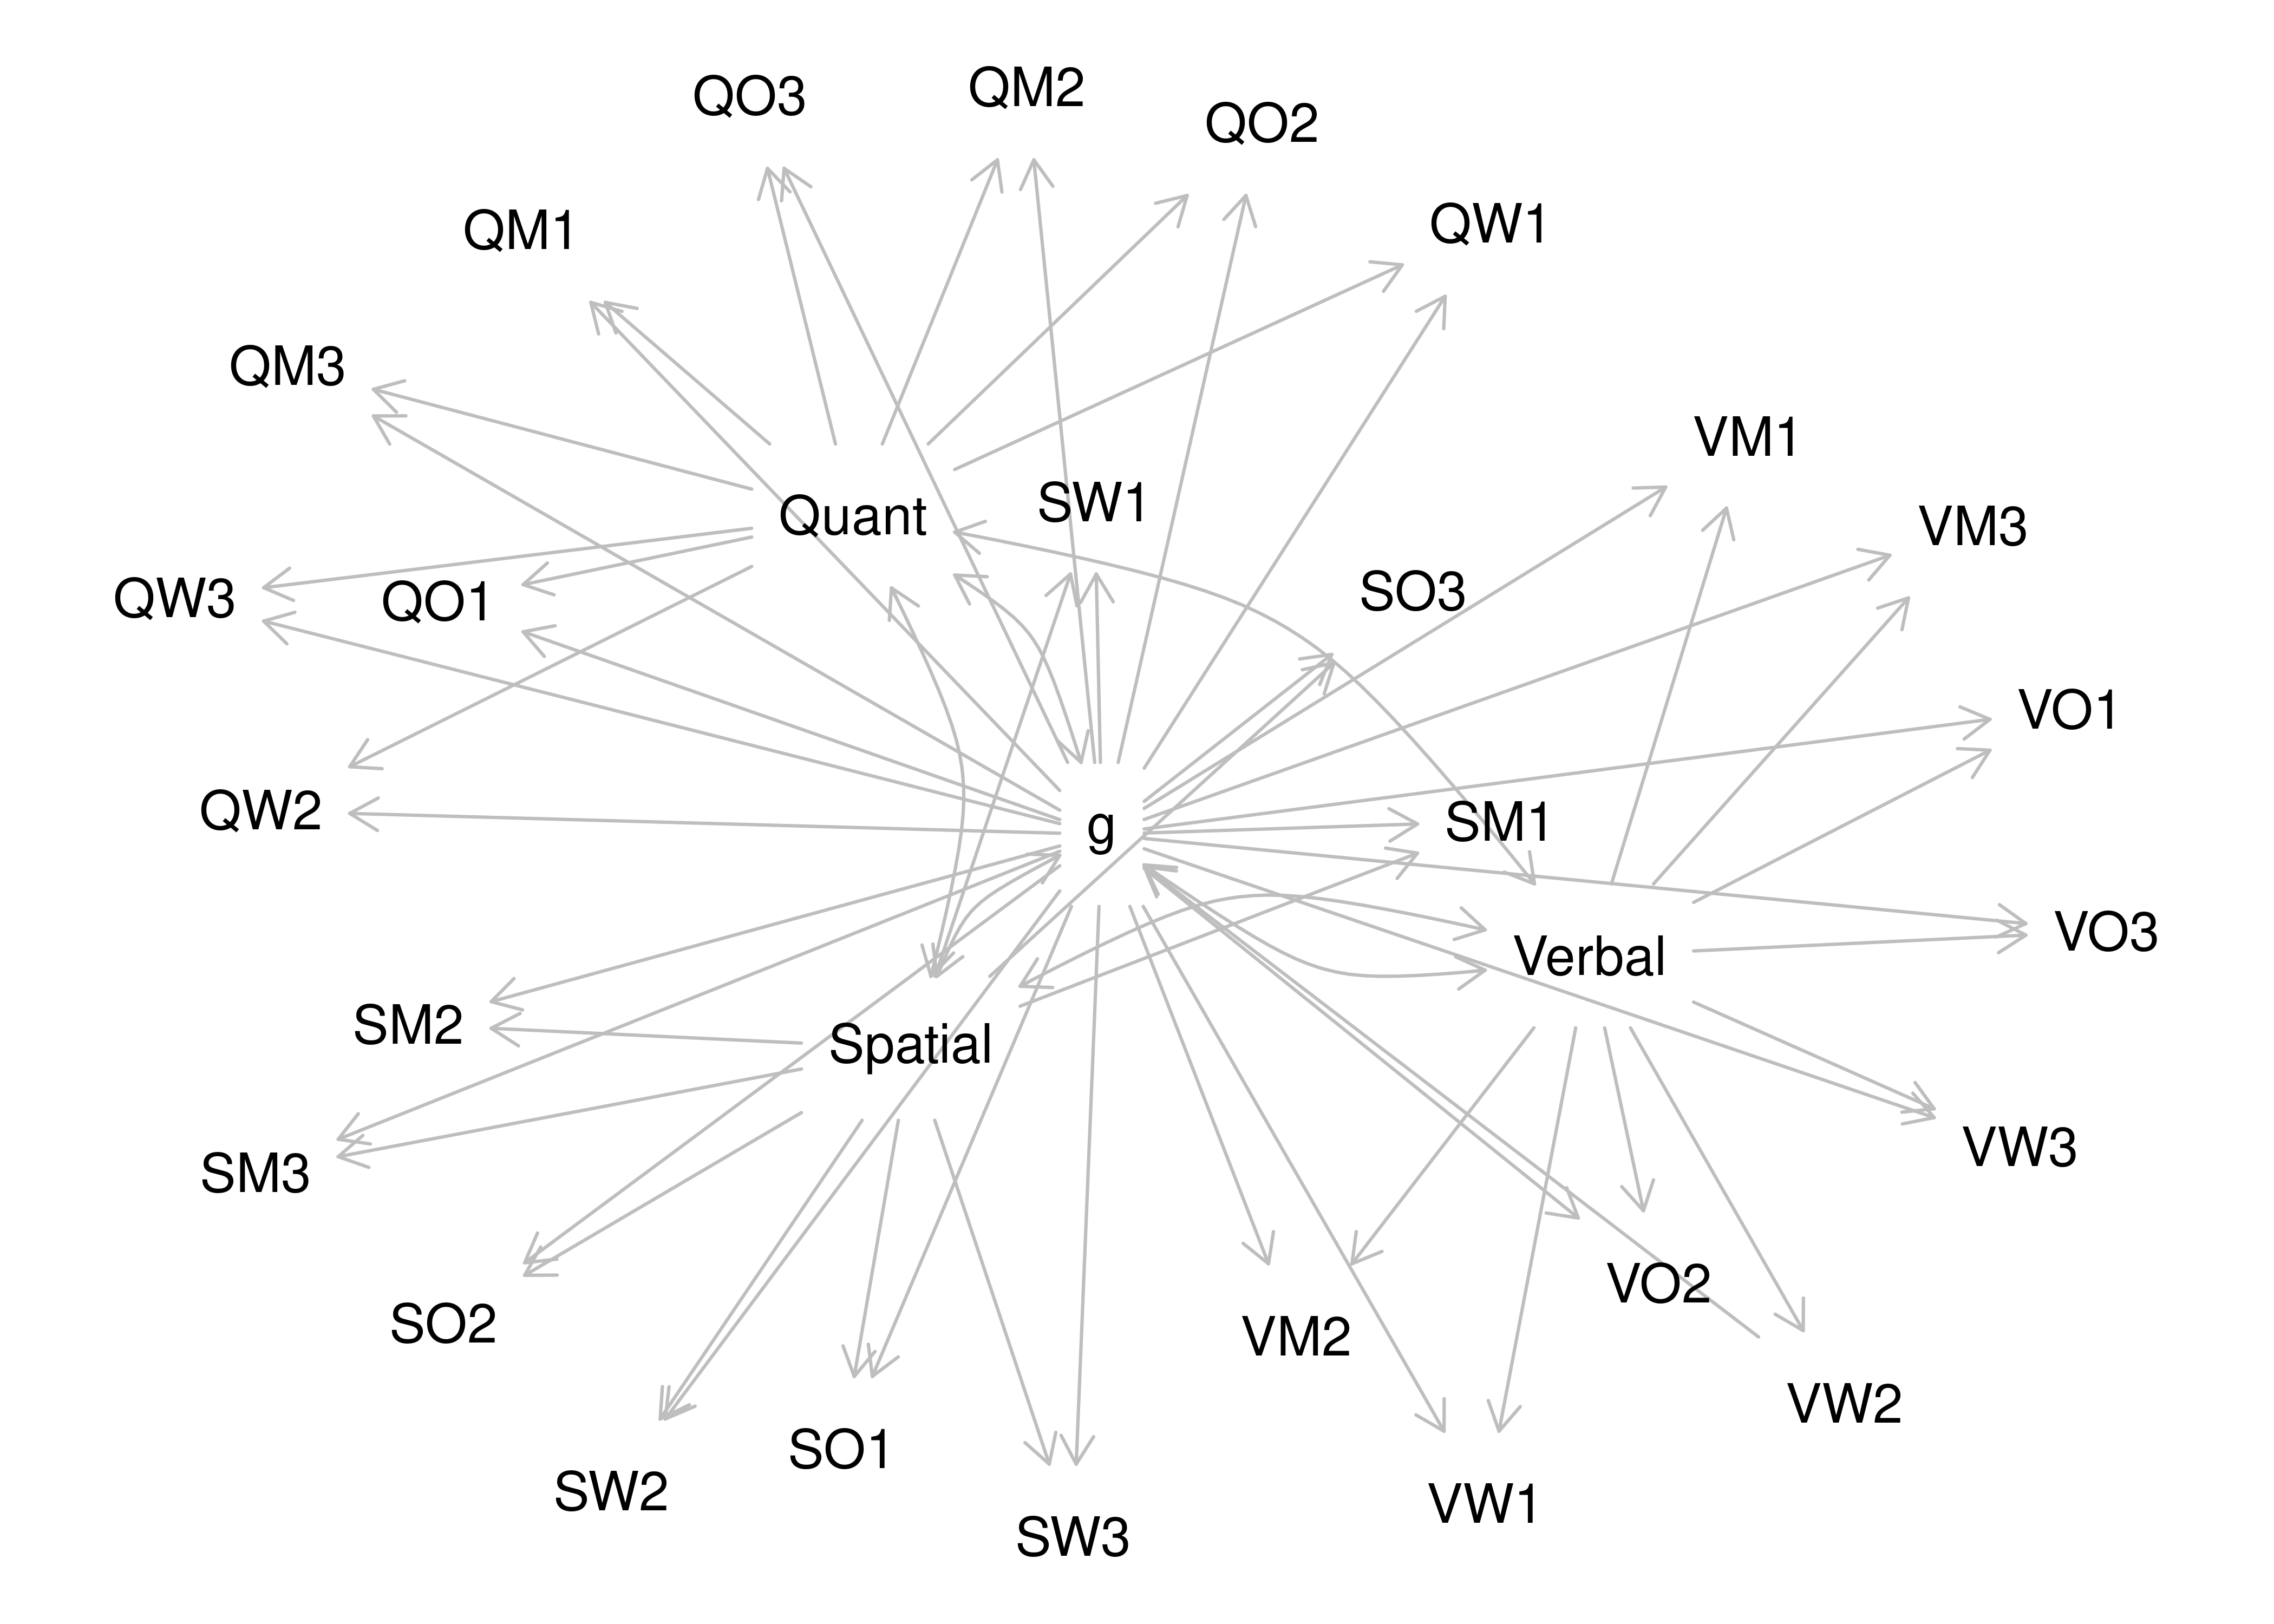 QM2
QO3
QO2
QW1
QM1
QM3
VM1
SW1
Quant
VM3
SO3
QW3
QO1
VO1
QW2
SM1
g
VO3
Verbal
SM2
Spatial
VW3
SM3
VO2
SO2
VM2
VW2
SO1
SW2
VW1
SW3